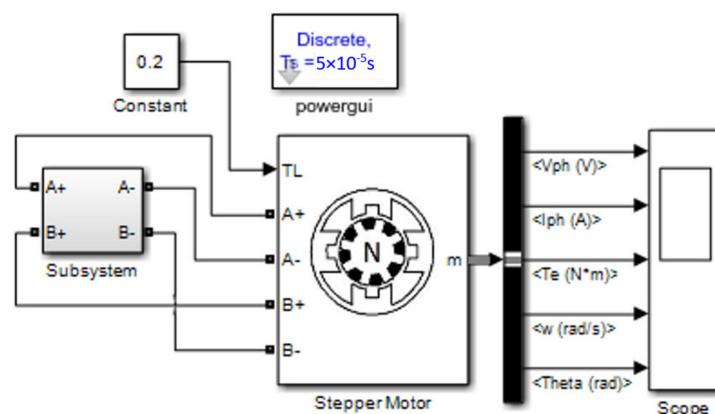 Discrete,
Ts =5×10⁻⁵s
powergui
0.2
Constant
TL
A+
A-
B+
B-
m
N
Stepper Motor
A+
A-
B+
B-
Subsystem
<Vph (V)>
<Iph (A)>
<Te (N*m)>
<w (rad/s)>
<Theta (rad)>
Scope